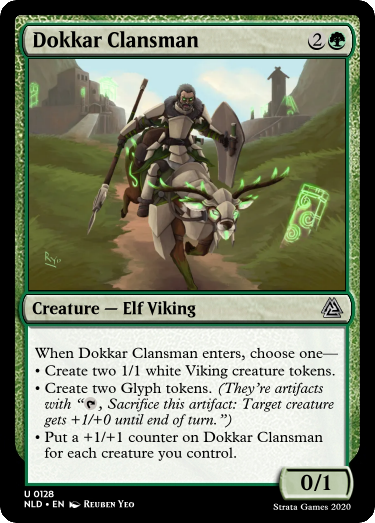 Dokkar Clansman 2
Creature — Elf Viking
When Dokkar Clansman enters, choose one—
• Create two 1/1 white Viking creature tokens.
• Create two Glyph tokens. (They're artifacts
with “, Sacrifice this artifact: Target creature
gets +1/+0 until end of turn.”)
• Put a +1/+1 counter on Dokkar Clansman
for each creature you control.
0/1
U 0128
NLD • EN REUBEN YEO
Strata Games 2020